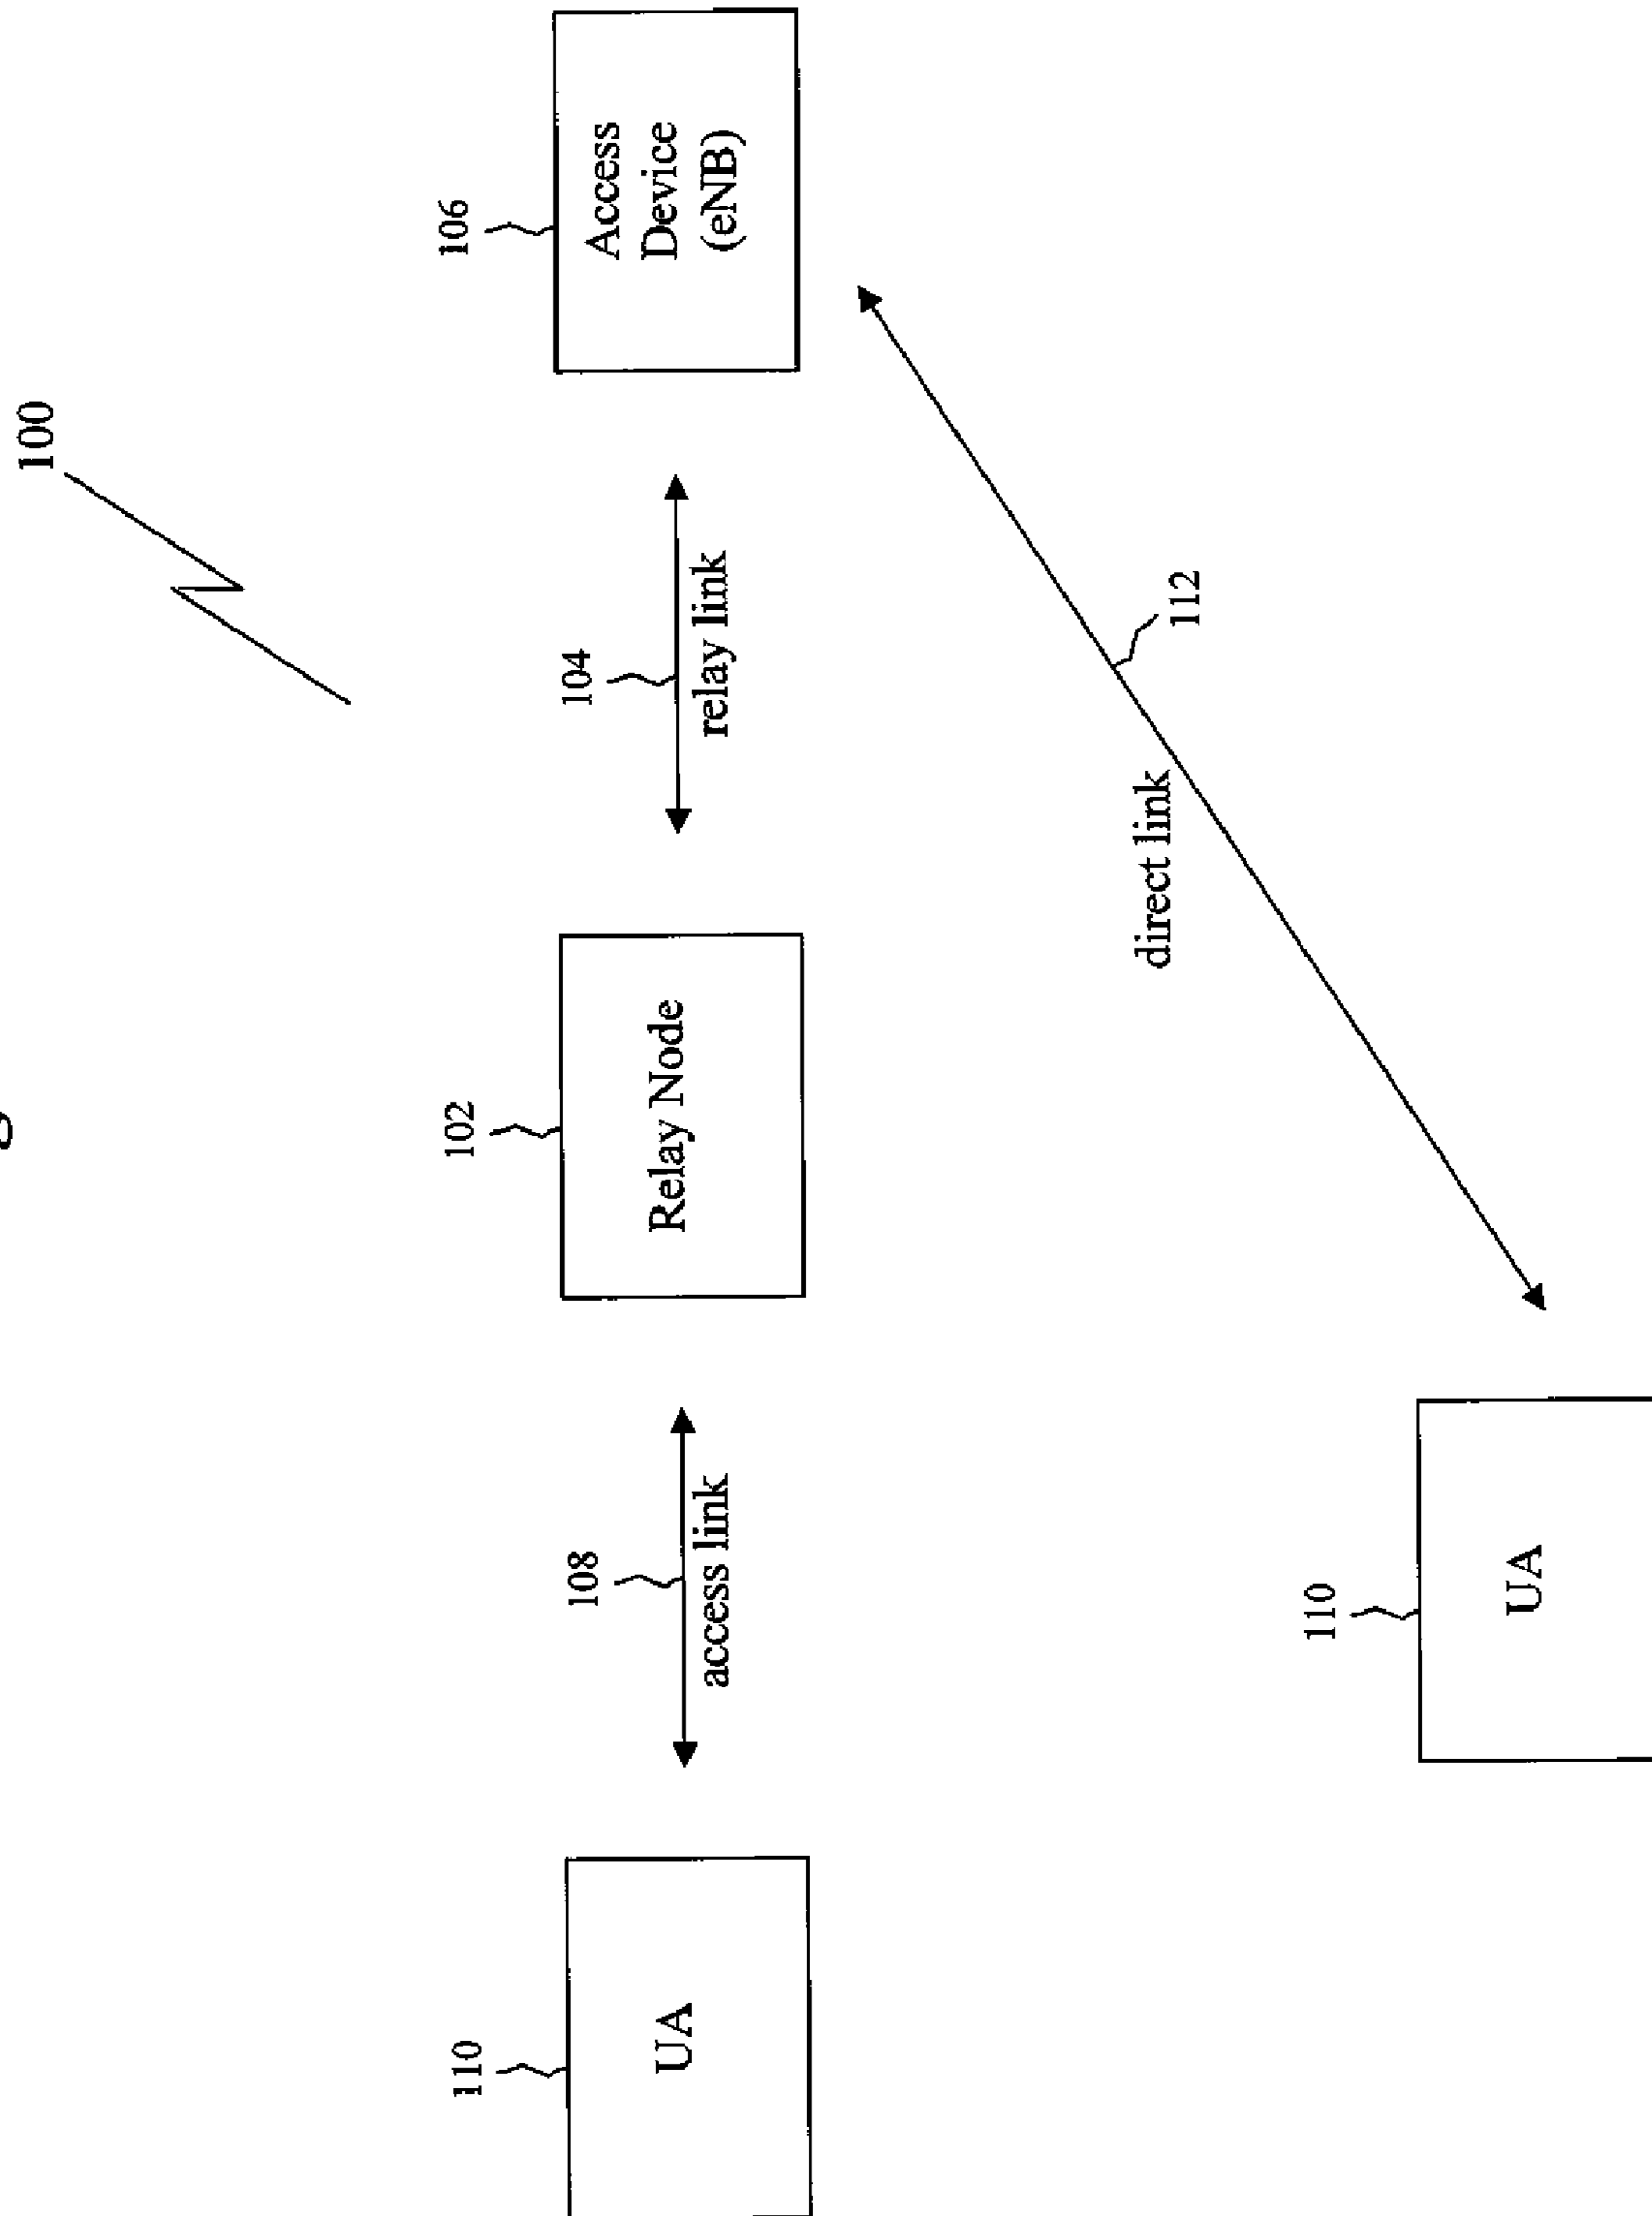 100
106
Access
Device
(eNB)
104
relay link
102
Relay Node
108
access link
110
UA
direct link
112
110
UA